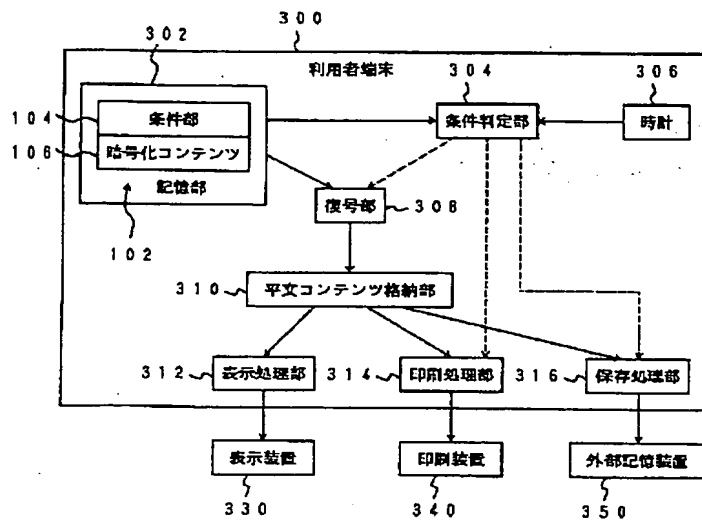 300
302
利用者端末
304
306
104
条件部
条件判定部
時計
106
暗号化コンテンツ
記憶部
復号部
308
102
310
平文コンテンツ格納部
312
表示処理部
314
印刷処理部
316
保存処理部
表示装置
印刷装置
外部記憶装置
330
340
350